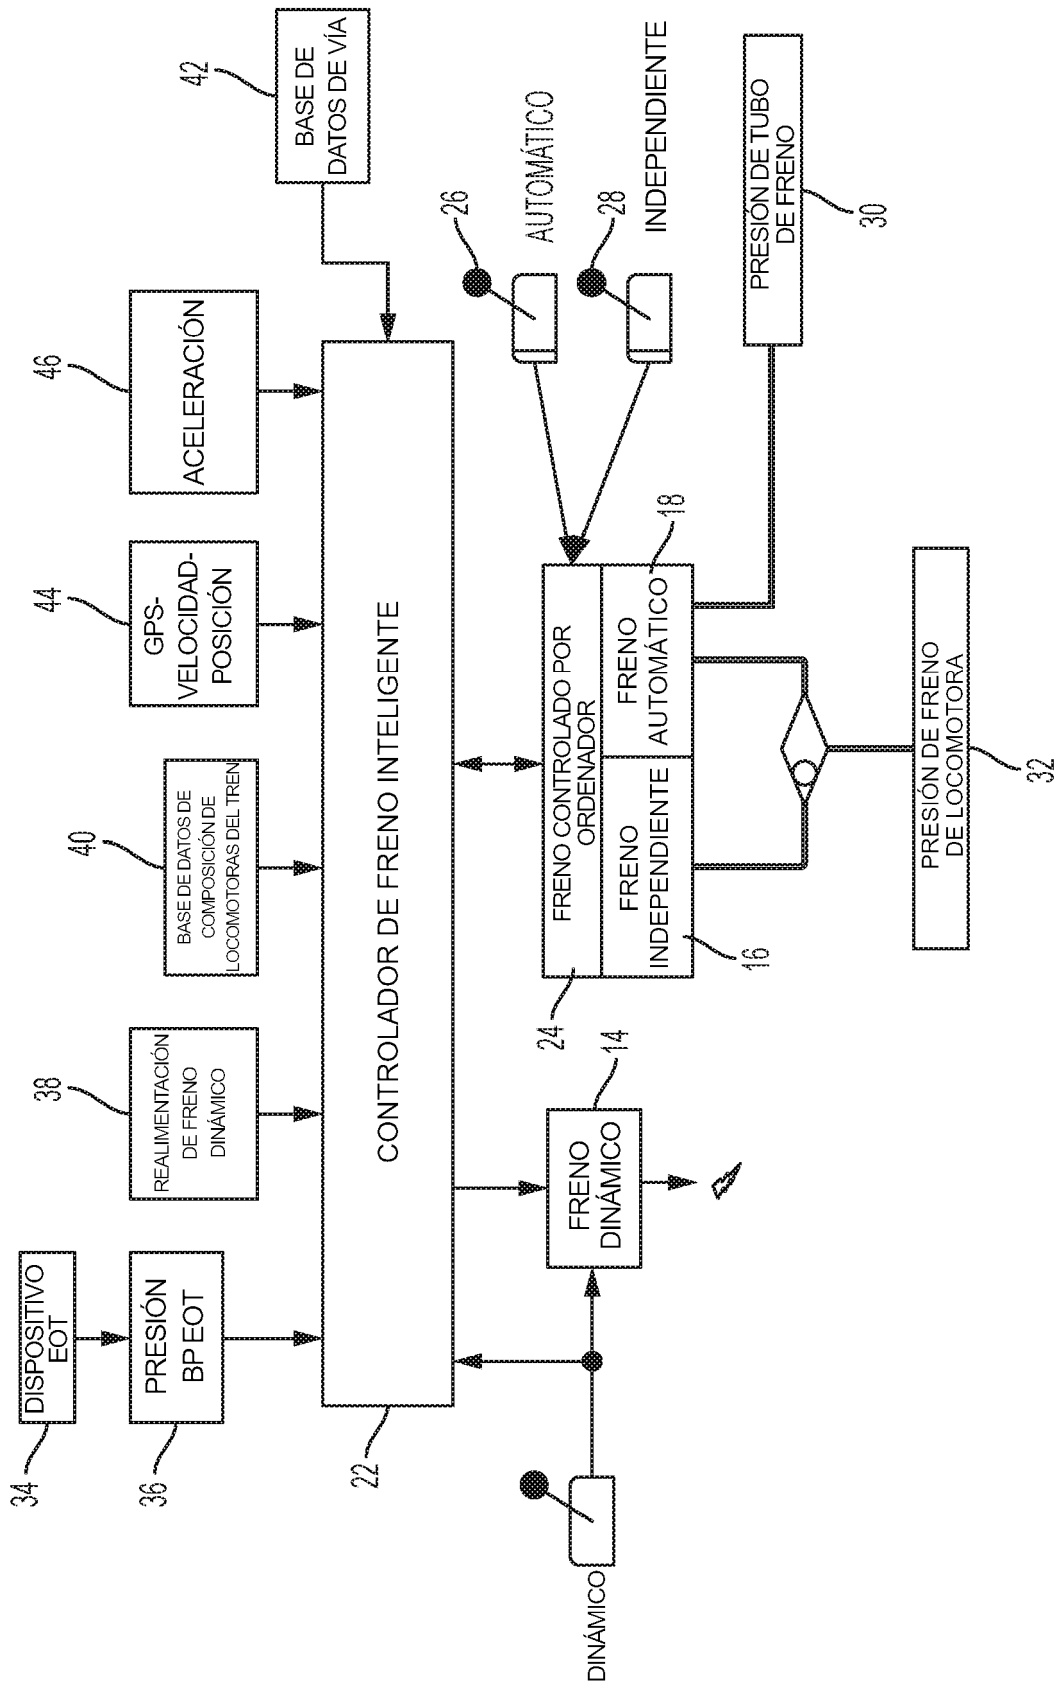 34
DISPOSITIVO
EOT
36
PRESIÓN
BP EOT
38
REALIMENTACIÓN
DE FRENO
DINÁMICO
40
BASE DE DATOS DE
COMPOSICIÓN DE
LOCOMOTORAS DEL TREN
44
GPS-
VELOCIDAD-
POSICIÓN
46
ACELERACIÓN
42
BASE DE
DATOS DE VÍA
22
CONTROLADOR DE FRENO INTELIGENTE
DINÁMICO
14
FRENO
DINÁMICO
24
FRENO CONTROLADO POR
ORDENADOR
FRENO
INDEPENDIENTE
16
FRENO
AUTOMÁTICO
18
26
AUTOMÁTICO
28
INDEPENDIENTE
PRESIÓN DE TUBO
DE FRENO
30
PRESIÓN DE FRENO
DE LOCOMOTORA
32